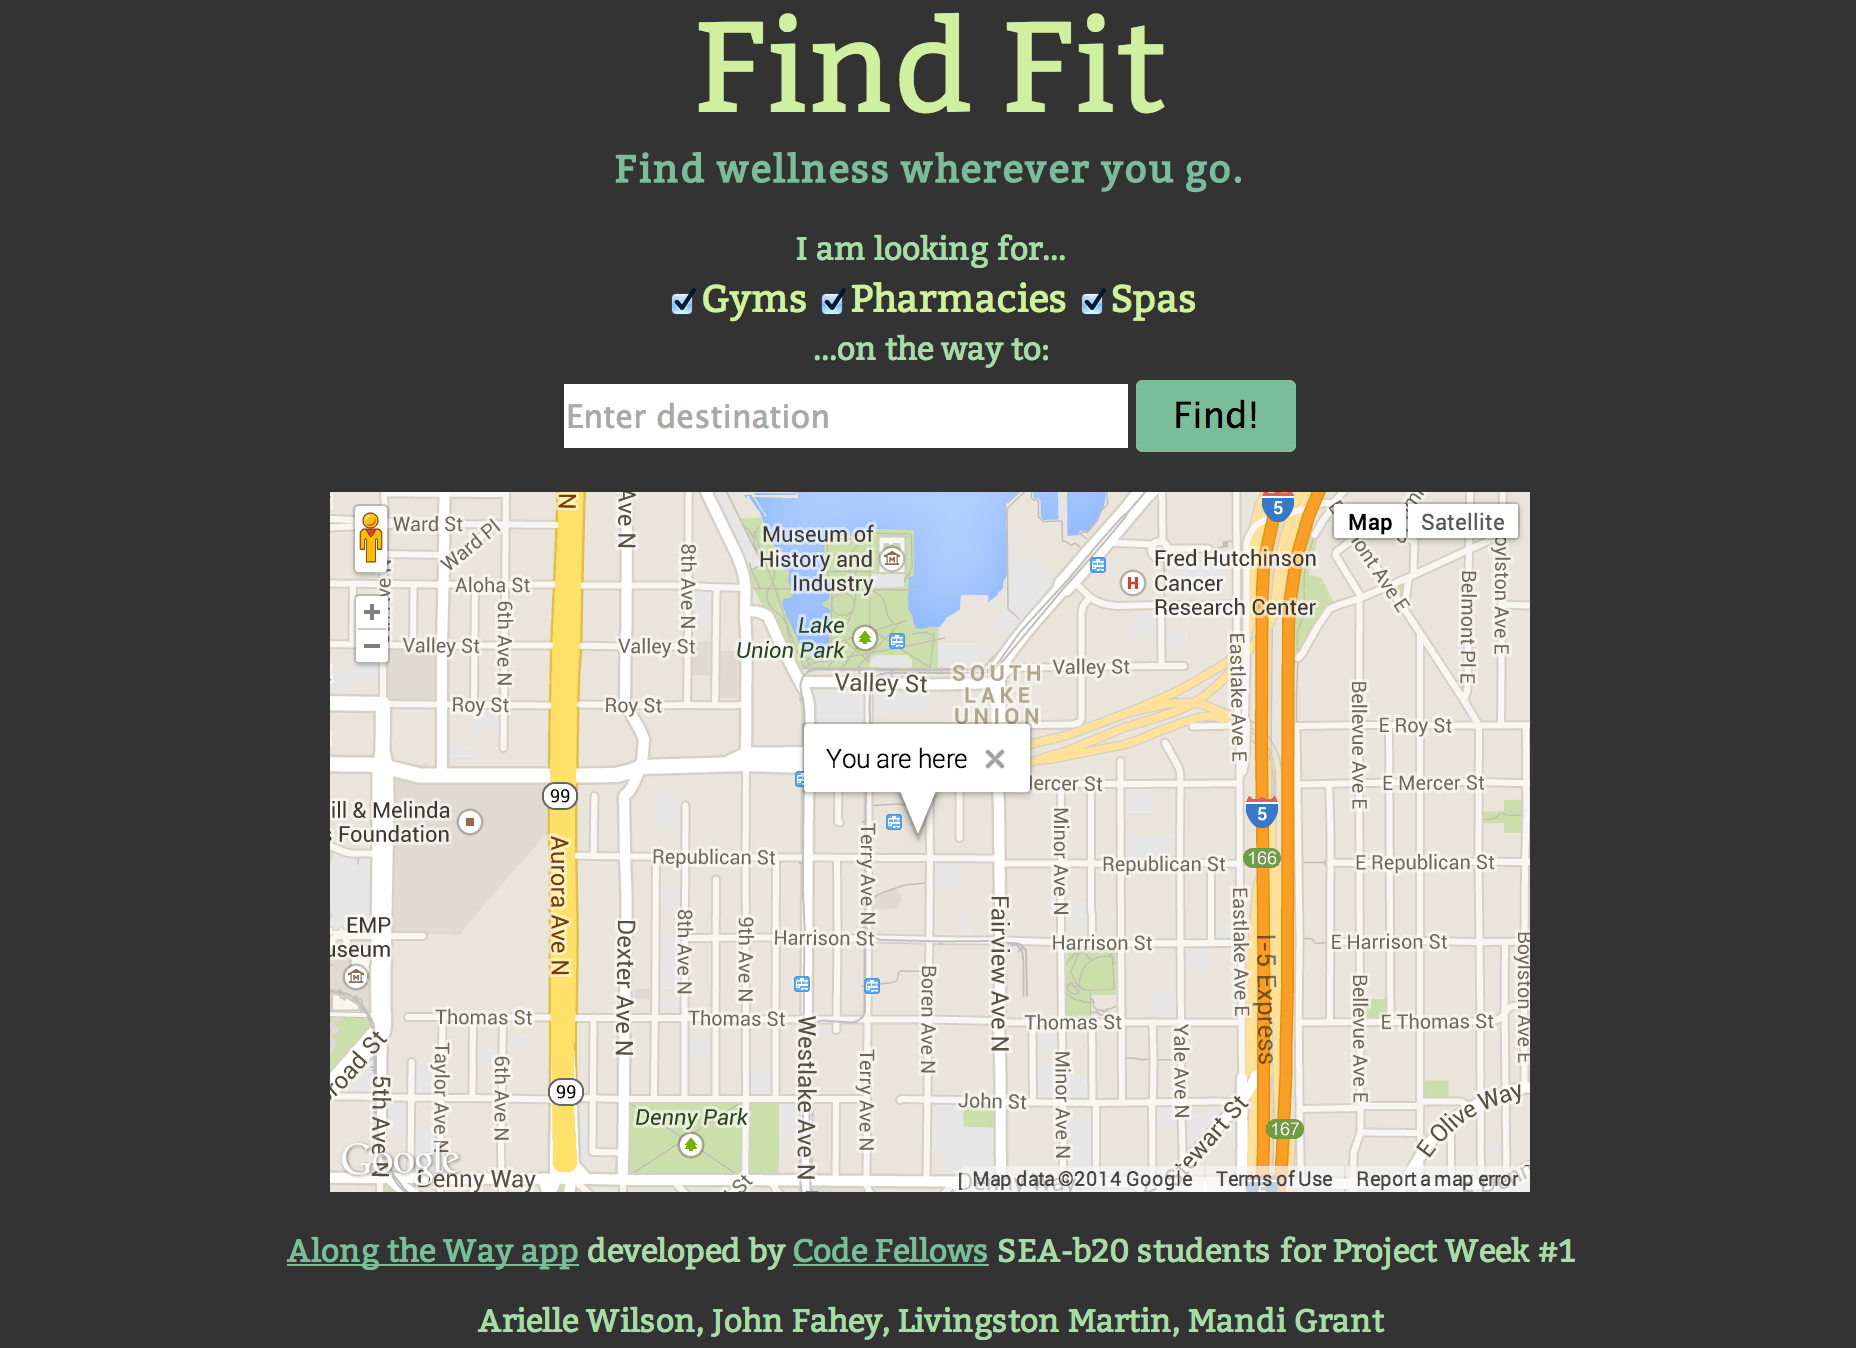 Find Fit
Find wellness wherever you go.
I am looking for...
Gyms Pharmacies Spas
...on the way to:
Enter destination Find!
Map Satellite
Ward St
Ward Pl
Aloha St
6th Ave N
Valley St
Roy St
N
Ave N
8th Ave N
Valley St
Roy St
Museum of
History and
Industry
Lake
Union Park
Valley St
SOUTH
LAKE
UNION
Valley St
Fred Hutchinson
Cancer
Research Center
H
5
Eastlake Ave E
Belmont Pl E
Bellevue Ave E
E Roy St
E Mercer St
You are here
99
5
166
Aurora Ave N
EMP
Republican St
Terry Ave N
Minor Ave N
Republican St
E Republican St
Dexter Ave N
8th Ave N
9th Ave N
Harrison St
Fairview Ave N
Harrison St
Eastlake Ave E
I-5 Express
E Harrison St
Boylston Ave E
Thomas St
Thomas St
Westlake Ave N
Boren Ave N
Thomas St
Yale Ave N
Bellevue Ave E
E Thomas St
5th Ave N
Taylor Ave N
6th Ave N
99
Denny Park
Terry Ave N
John St
Minor Ave N
167
E Olive Way
Google
Denny Way
Map data ©2014 Google Terms of Use Report a map error
Along the Way app developed by Code Fellows SEA-b20 students for Project Week #1
Arielle Wilson, John Fahey, Livingston Martin, Mandi Grant